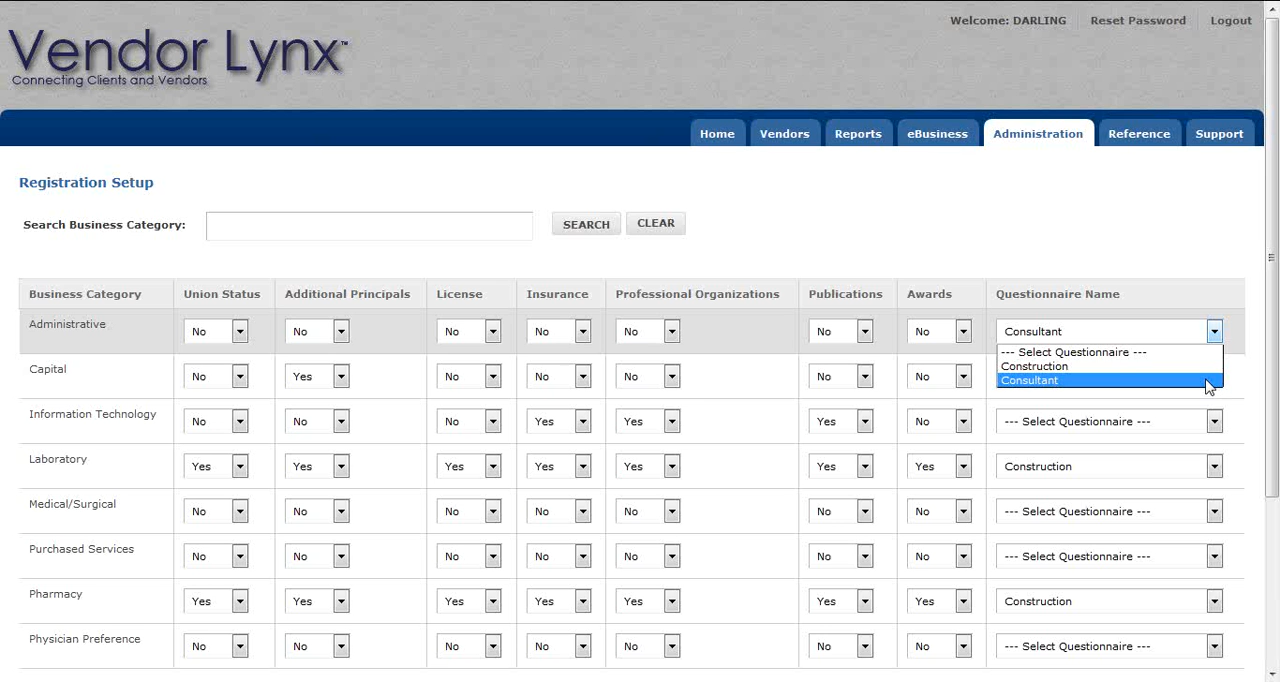 Welcome: DARLING Reset Password Logout
Vendor Lynx™
Connecting Clients and Vendors
Home Vendors Reports eBusiness Administration Reference Support
Registration Setup
Search Business Category: SEARCH CLEAR
Business Category Union Status Additional Principals License Insurance Professional Organizations Publications Awards Questionnaire Name
Administrative No No No No No No No Consultant
--- Select Questionnaire ---
Construction
Consultant
Capital No Yes No No No No No
Information Technology No No No Yes Yes Yes No --- Select Questionnaire ---
Laboratory Yes Yes Yes Yes Yes Yes Yes Construction
Medical/Surgical No No No No No No No --- Select Questionnaire ---
Purchased Services No No No No No No No --- Select Questionnaire ---
Pharmacy Yes Yes Yes Yes Yes Yes Yes Construction
Physician Preference No No No No No No No --- Select Questionnaire ---